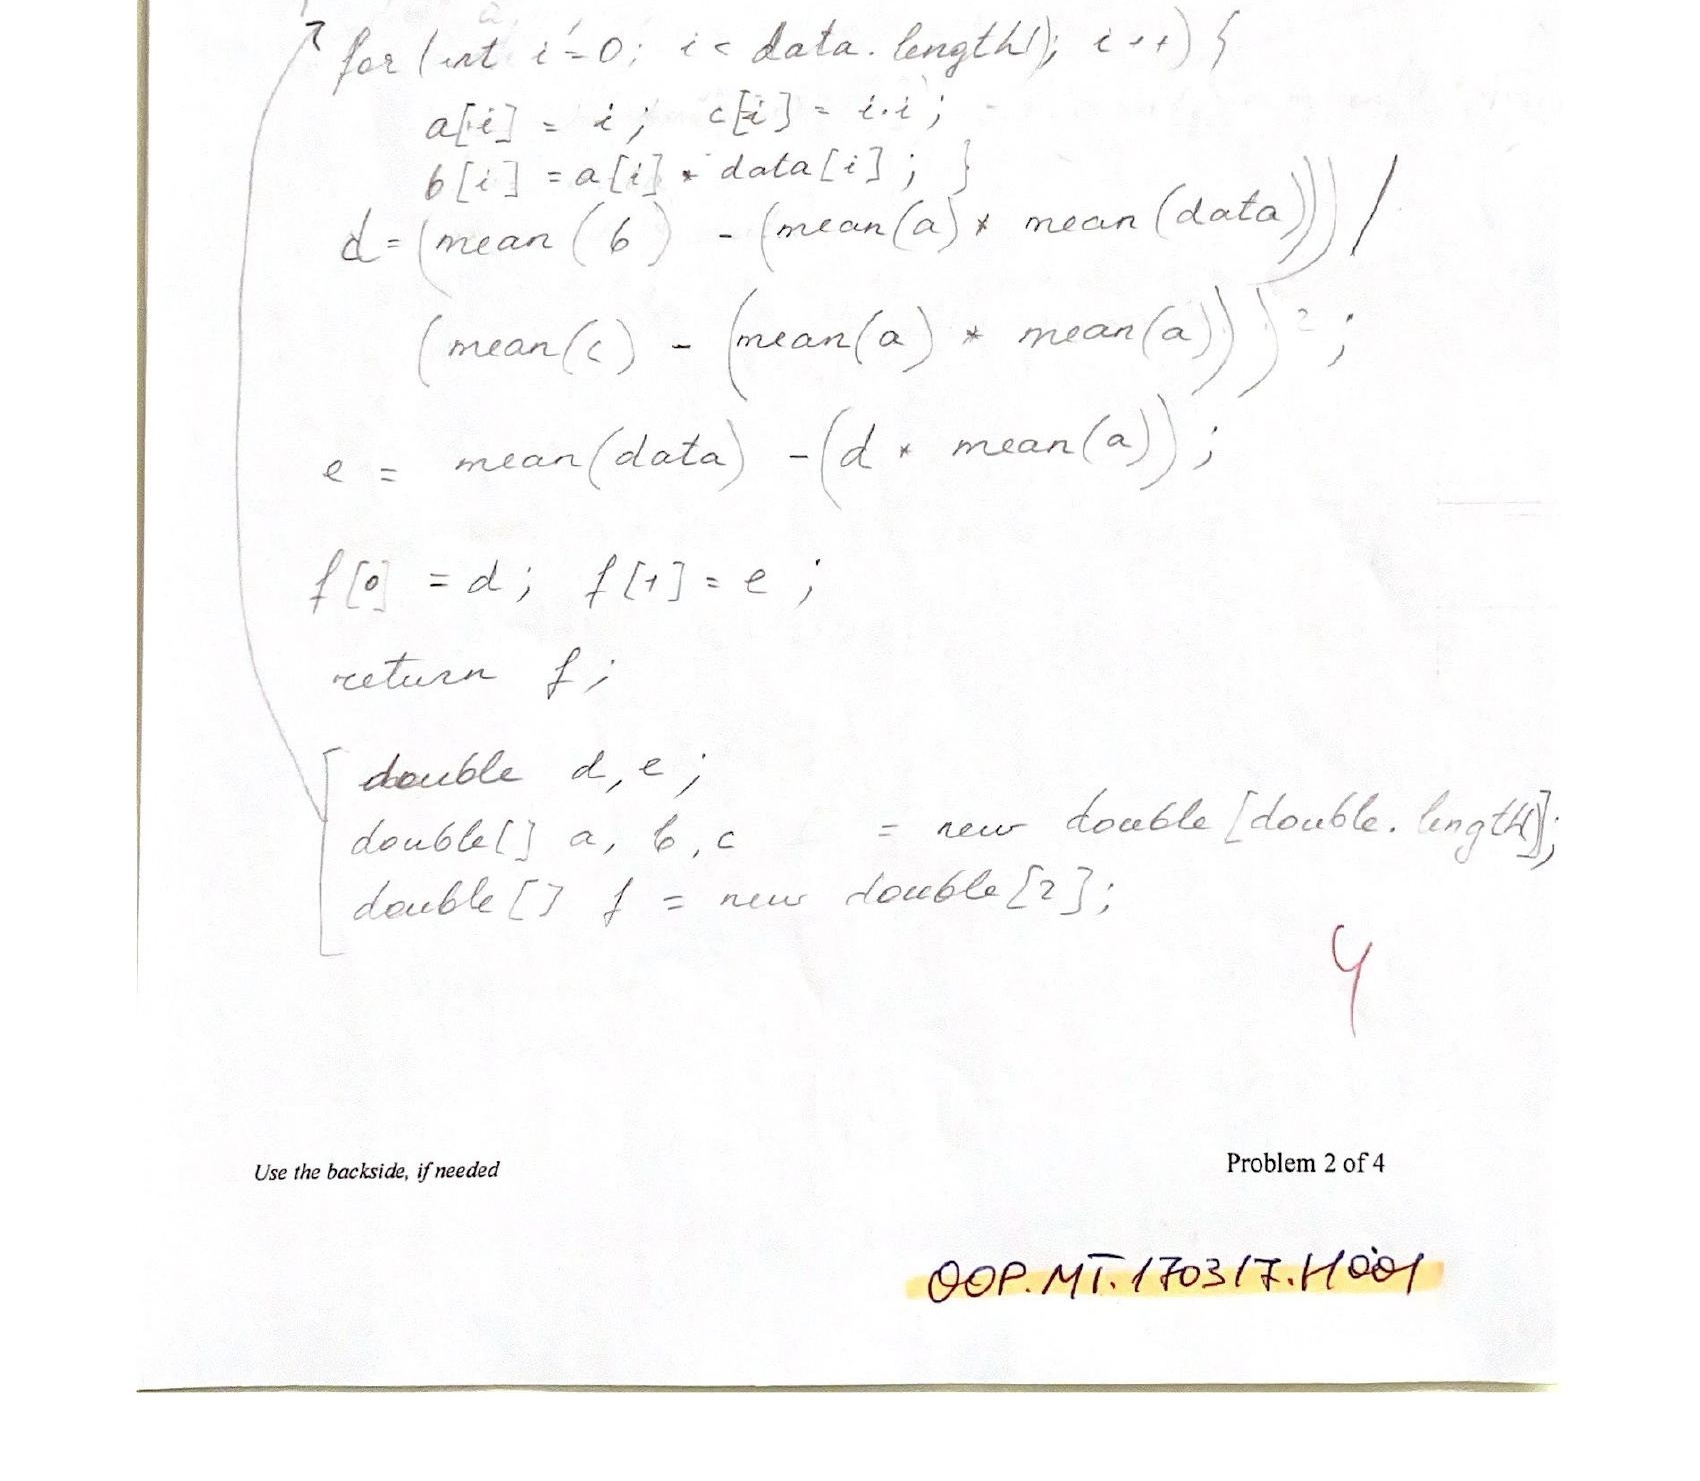 for (int i=0; i < data.length(); i++) {
a[i] = i; c[i] = i·i;
b[i] = a[i] * data[i]; }
d = (mean(b) - (mean(a) * mean(data))) /
(mean(c) - (mean(a) * mean(a)));
e = mean(data) - (d * mean(a));
f[0] = d; f[1] = e;
return f;
double d, e;
double[] a, b, c = new double[double.length()];
double[] f = new double[2];
4
Use the backside, if needed
Problem 2 of 4
OOP.MT.170317.H001